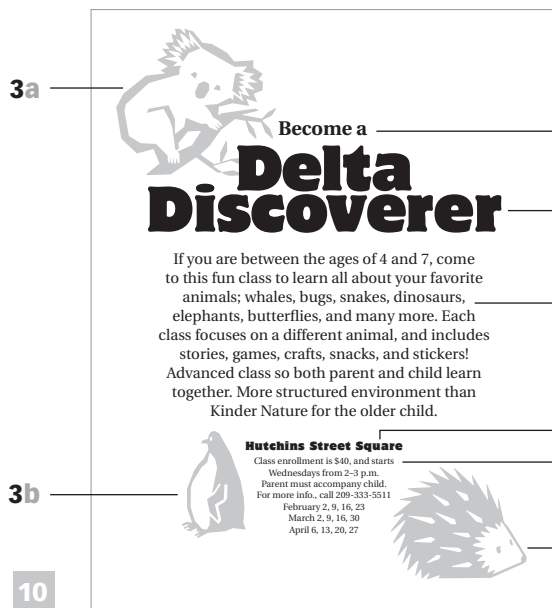 3a
Become a
Delta
Discoverer
If you are between the ages of 4 and 7, come
to this fun class to learn all about your favorite
animals; whales, bugs, snakes, dinosaurs,
elephants, butterflies, and many more. Each
class focuses on a different animal, and includes
stories, games, crafts, snacks, and stickers!
Advanced class so both parent and child learn
together. More structured environment than
Kinder Nature for the older child.
Hutchins Street Square
Class enrollment is $40, and starts
Wednesdays from 2–3 p.m.
Parent must accompany child.
For more info., call 209-333-5511
February 2, 9, 16, 23
March 2, 9, 16, 30
April 6, 13, 20, 27
3b
10